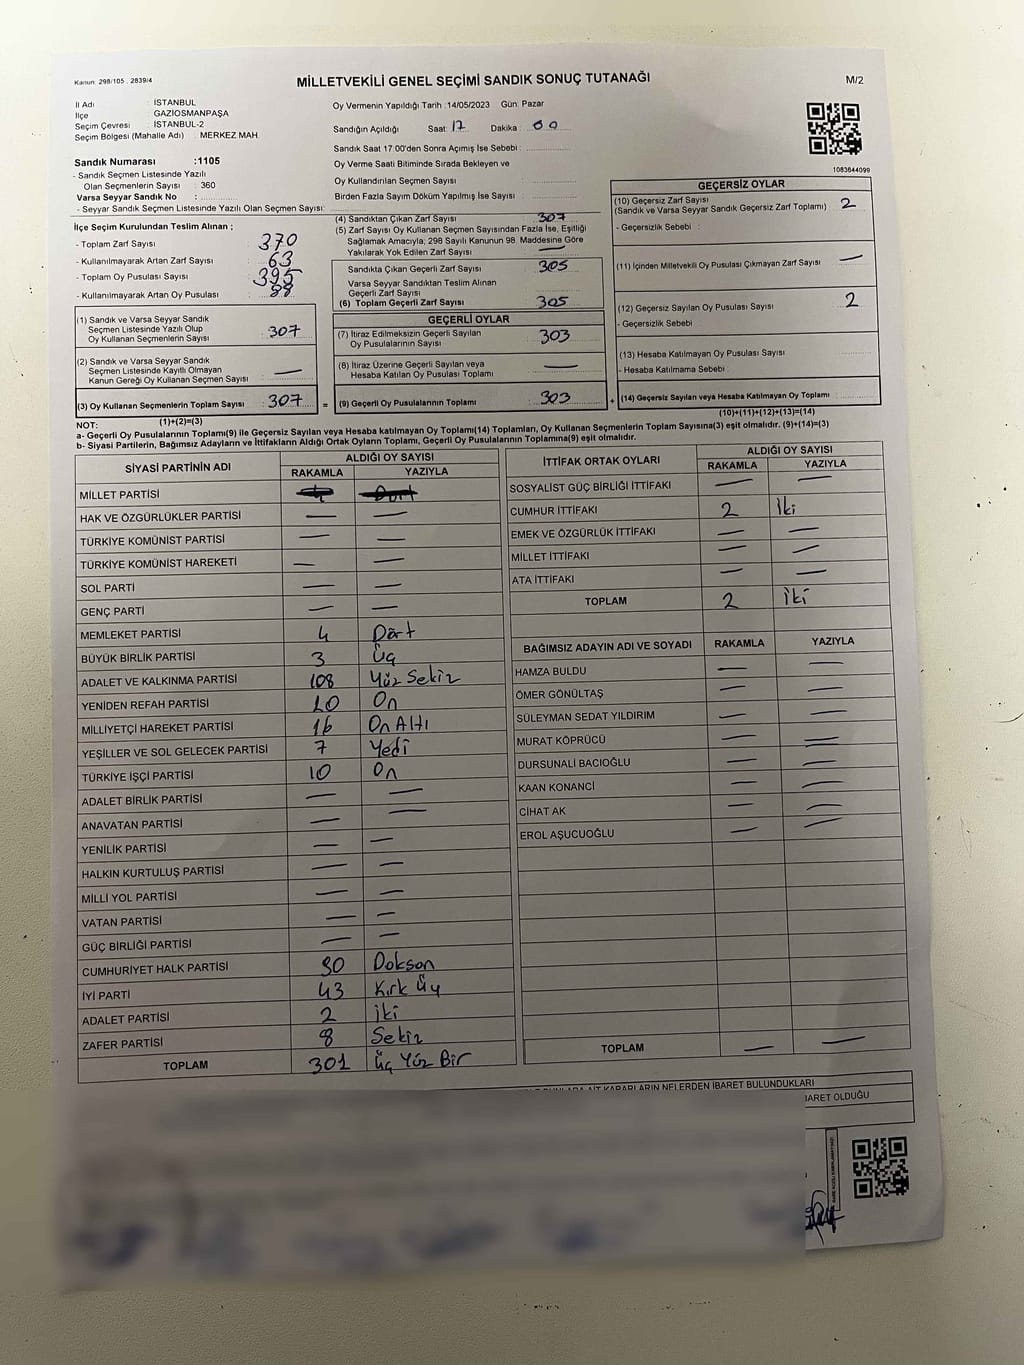 Kanun: 298/105 , 2839/4
MİLLETVEKİLİ GENEL SEÇİMİ SANDIK SONUÇ TUTANAĞI
M/2
İl Adı : İSTANBUL
İlçe : GAZİOSMANPAŞA
Seçim Çevresi : İSTANBUL-2
Seçim Bölgesi (Mahalle Adı) : MERKEZ MAH.
Oy Vermenin Yapıldığı Tarih :14/05/2023 Gün: Pazar
Sandığın Açıldığı Saat 17 Dakika : 00
Sandık Saat 17:00'den Sonra Açımış İse Sebebi :
Oy Verme Saati Bitiminde Sırada Bekleyen ve
Oy Kullandırılan Seçmen Sayısı
Birden Fazla Sayım Döküm Yapılmış İse Sayısı :
1083644099
Sandık Numarası :1105
- Sandık Seçmen Listesinde Yazılı
Olan Seçmenlerin Sayısı : 360
Varsa Seyyar Sandık No :
- Seyyar Sandık Seçmen Listesinde Yazılı Olan Seçmen Sayısı:
İlçe Seçim Kurulundan Teslim Alınan ;
- Toplam Zarf Sayısı : 370
- Kullanılmayarak Artan Zarf Sayısı : 63
- Toplam Oy Pusulası Sayısı : 395
- Kullanılmayarak Artan Oy Pusulası : 88
(1) Sandık ve Varsa Seyyar Sandık
Seçmen Listesinde Yazılı Olup
Oy Kullanan Seçmenlerin Sayısı : 307
(2) Sandık ve Varsa Seyyar Sandık
Seçmen Listesinde Kayıtlı Olmayan
Kanun Gereği Oy Kullanan Seçmen Sayısı : —
(3) Oy Kullanan Seçmenlerin Toplam Sayısı : 307 =
(1)+(2)=(3)
(4) Sandıktan Çıkan Zarf Sayısı : 307
(5) Zarf Sayısı Oy Kullanan Seçmen Sayısından Fazla İse, Eşitliği
Sağlamak Amacıyla; 298 Sayılı Kanunun 98. Maddesine Göre
Yakılarak Yok Edilen Zarf Sayısı : —
Sandıkta Çıkan Geçerli Zarf Sayısı : 305
Varsa Seyyar Sandıktan Teslim Alınan
Geçerli Zarf Sayısı :
(6) Toplam Geçerli Zarf Sayısı : 305
GEÇERLİ OYLAR
(7) İtiraz Edilmeksizin Geçerli Sayılan
Oy Pusulalarının Sayısı : 303
(8) İtiraz Üzerine Geçerli Sayılan veya
Hesaba Katılan Oy Pusulası Toplamı : —
(9) Geçerli Oy Pusulalarının Toplamı : 303 +
GEÇERSİZ OYLAR
(10) Geçersiz Zarf Sayısı
(Sandık ve Varsa Seyyar Sandık Geçersiz Zarf Toplamı) : 2
- Geçersizlik Sebebi :
(11) İçinden Milletvekili Oy Pusulası Çıkmayan Zarf Sayısı : —
(12) Geçersiz Sayılan Oy Pusulası Sayısı : 2
- Geçersizlik Sebebi :
(13) Hesaba Katılmayan Oy Pusulası Sayısı :
- Hesaba Katılmama Sebebi :
(14) Geçersiz Sayılan veya Hesaba Katılmayan Oy Toplamı :
(10)+(11)+(12)+(13)=(14)
NOT:
a- Geçerli Oy Pusulalarının Toplamı(9) ile Geçersiz Sayılan veya Hesaba katılmayan Oy Toplamı(14) Toplamları, Oy Kullanan Seçmenlerin Toplam Sayısına(3) eşit olmalıdır. (9)+(14)=(3)
b- Siyasi Partilerin, Bağımsız Adayların ve İttifakların Aldığı Ortak Oyların Toplamı, Geçerli Oy Pusulalarının Toplamına(9) eşit olmalıdır.
SİYASİ PARTİNİN ADI ALDIĞI OY SAYISI
RAKAMLA YAZIYLA
MİLLET PARTİSİ 4 Dört
HAK VE ÖZGÜRLÜKLER PARTİSİ — —
TÜRKİYE KOMÜNİST PARTİSİ — —
TÜRKİYE KOMÜNİST HAREKETİ — —
SOL PARTİ — —
GENÇ PARTİ — —
MEMLEKET PARTİSİ 4 Dört
BÜYÜK BİRLİK PARTİSİ 3 Üç
ADALET VE KALKINMA PARTİSİ 108 Yüz Sekiz
YENİDEN REFAH PARTİSİ 10 On
MİLLİYETÇİ HAREKET PARTİSİ 16 On Altı
YEŞİLLER VE SOL GELECEK PARTİSİ 7 Yedi
TÜRKİYE İŞÇİ PARTİSİ 10 On
ADALET BİRLİK PARTİSİ — —
ANAVATAN PARTİSİ — —
YENİLİK PARTİSİ — —
HALKIN KURTULUŞ PARTİSİ — —
MİLLİ YOL PARTİSİ — —
VATAN PARTİSİ — —
GÜÇ BİRLİĞİ PARTİSİ — —
CUMHURİYET HALK PARTİSİ 90 Doksan
İYİ PARTİ 43 Kırk Üç
ADALET PARTİSİ 2 İki
ZAFER PARTİSİ 8 Sekiz
TOPLAM 301 Üç Yüz Bir
İTTİFAK ORTAK OYLARI ALDIĞI OY SAYISI
RAKAMLA YAZIYLA
SOSYALİST GÜÇ BİRLİĞİ İTTİFAKI — —
CUMHUR İTTİFAKI 2 İki
EMEK VE ÖZGÜRLÜK İTTİFAKI — —
MİLLET İTTİFAKI — —
ATA İTTİFAKI — —
TOPLAM 2 İki
BAĞIMSIZ ADAYIN ADI VE SOYADI RAKAMLA YAZIYLA
HAMZA BULDU — —
ÖMER GÖNÜLTAŞ — —
SÜLEYMAN SEDAT YILDIRIM — —
MURAT KÖPRÜCÜ — —
DURSUNALİ BACIOĞLU — —
KAAN KONANCİ — —
CİHAT AK — —
EROL AŞUCUOĞLU — —
TOPLAM — —
KARARLARIN NELERDEN İBARET BULUNDUKLARI
OLDUĞU